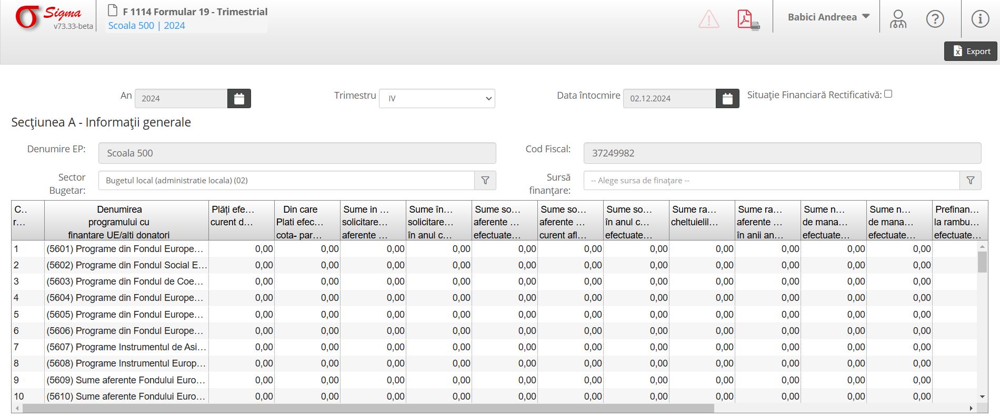 Sigma
v73.33-beta
F 1114 Formular 19 - Trimestrial
Scoala 500 | 2024
Babici Andreea
Export
An 2024 Trimestru IV Data întocmire 02.12.2024 Situaţie Financiară Rectificativă:
Secţiunea A - Informaţii generale
Denumire EP: Scoala 500 Cod Fiscal: 37249982
Sector Bugetul local (administratie locala) (02) Sursă -- Alege sursa de finaţare --
Bugetar: finanţare:
C.. Denumirea Plăți efe... Din care Sume in ... Sume în... Sume so... Sume so... Sume so... Sume ra... Sume ra... Sume n... Sume n... Prefinan...
r... programului cu curent d... Plati efec... solicitare... solicitare... aferente ... aferente ... în anul c... cheltuielil... aferente ... de mana... de mana... la rambu...
finantare UE/alti donatori cota- par... aferente ... în anul c... efectuate... curent afl... efectuate... în anii an... efectuate... efectuate... efectuate...
1 (5601) Programe din Fondul Europe... 0,00 0,00 0,00 0,00 0,00 0,00 0,00 0,00 0,00 0,00 0,00
2 (5602) Programe din Fondul Social E... 0,00 0,00 0,00 0,00 0,00 0,00 0,00 0,00 0,00 0,00 0,00
3 (5603) Programe din Fondul de Coe... 0,00 0,00 0,00 0,00 0,00 0,00 0,00 0,00 0,00 0,00 0,00
4 (5604) Programe din Fondul Europe... 0,00 0,00 0,00 0,00 0,00 0,00 0,00 0,00 0,00 0,00 0,00
5 (5605) Programe din Fondul Europe... 0,00 0,00 0,00 0,00 0,00 0,00 0,00 0,00 0,00 0,00 0,00
6 (5606) Programe din Fondul Europe... 0,00 0,00 0,00 0,00 0,00 0,00 0,00 0,00 0,00 0,00 0,00
7 (5607) Programe Instrumentul de Asi... 0,00 0,00 0,00 0,00 0,00 0,00 0,00 0,00 0,00 0,00 0,00
8 (5608) Programe Instrumentul Europ... 0,00 0,00 0,00 0,00 0,00 0,00 0,00 0,00 0,00 0,00 0,00
9 (5609) Sume aferente Fondului Euro... 0,00 0,00 0,00 0,00 0,00 0,00 0,00 0,00 0,00 0,00 0,00
10 (5610) Sume aferente Fondului Euro... 0,00 0,00 0,00 0,00 0,00 0,00 0,00 0,00 0,00 0,00 0,00